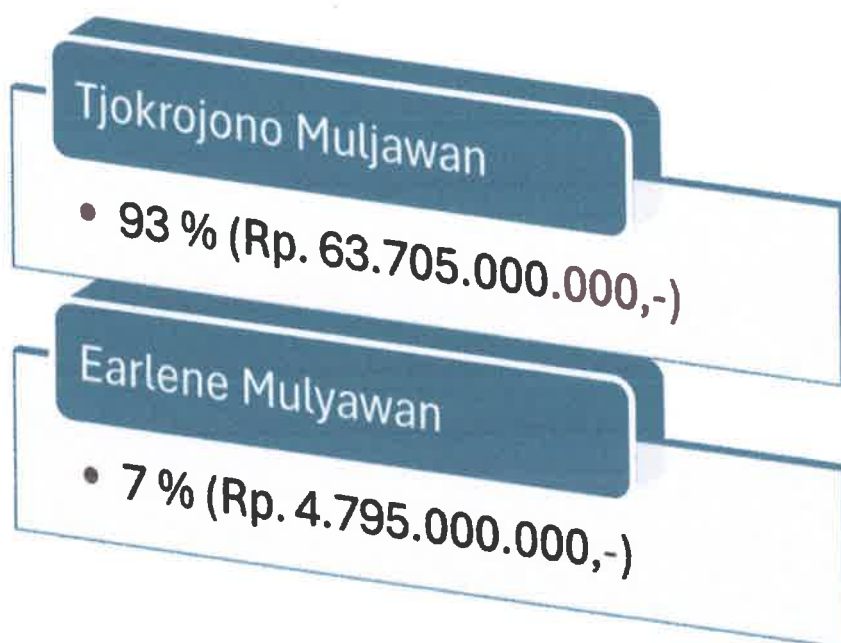 Tjokrojono Muljawan
• 93 % (Rp. 63.705.000.000,-)
Earlene Mulyawan
• 7 % (Rp. 4.795.000.000,-)